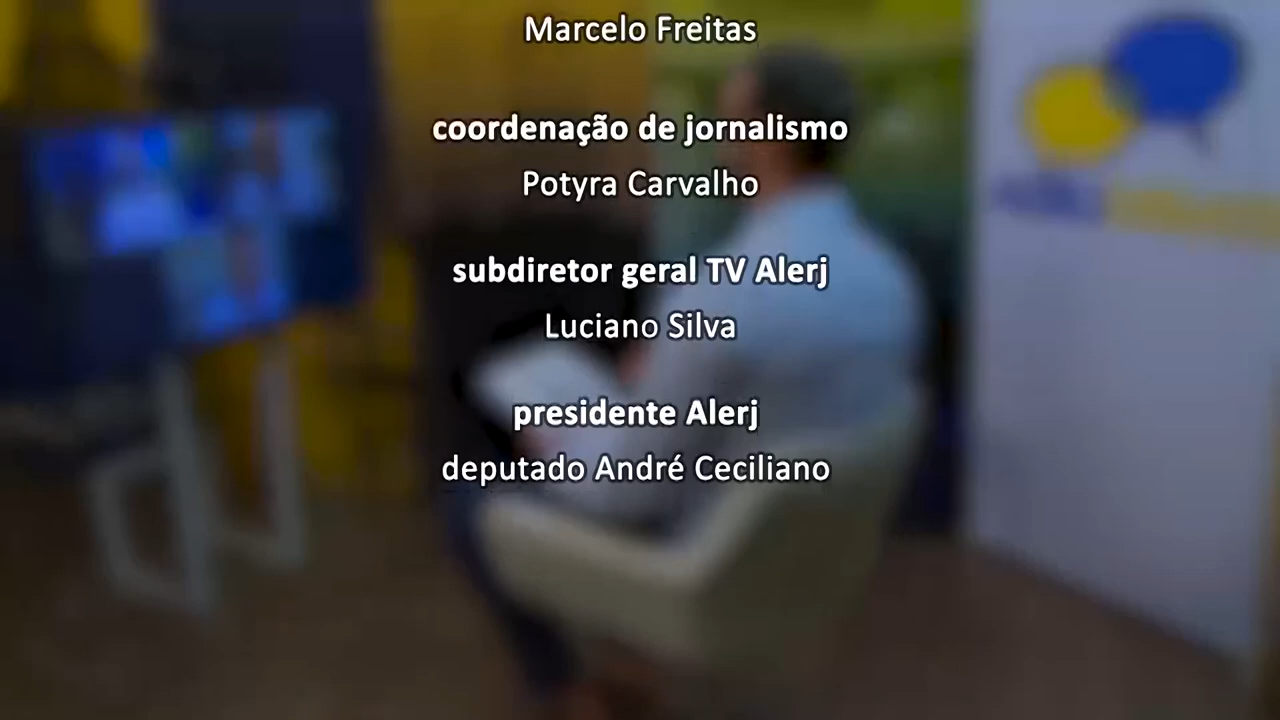 Marcelo Freitas
coordenação de jornalismo
Potyra Carvalho
subdiretor geral TV Alerj
Luciano Silva
presidente Alerj
deputado André Ceciliano